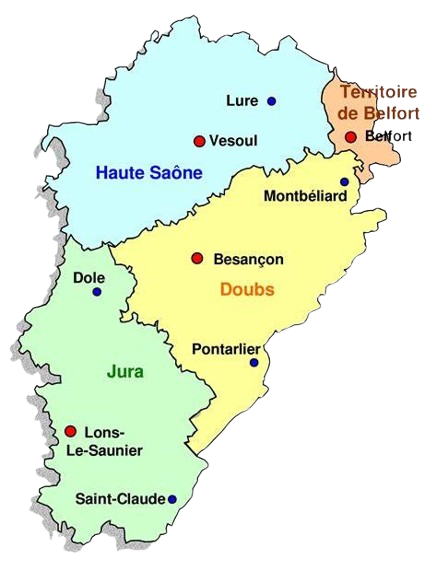 Territoire
de Belfort
Lure
Belfort
Vesoul
Haute Saône
Montbéliard
Besançon
Dole
Doubs
Pontarlier
Jura
Lons-
Le-Saunier
Saint-Claude